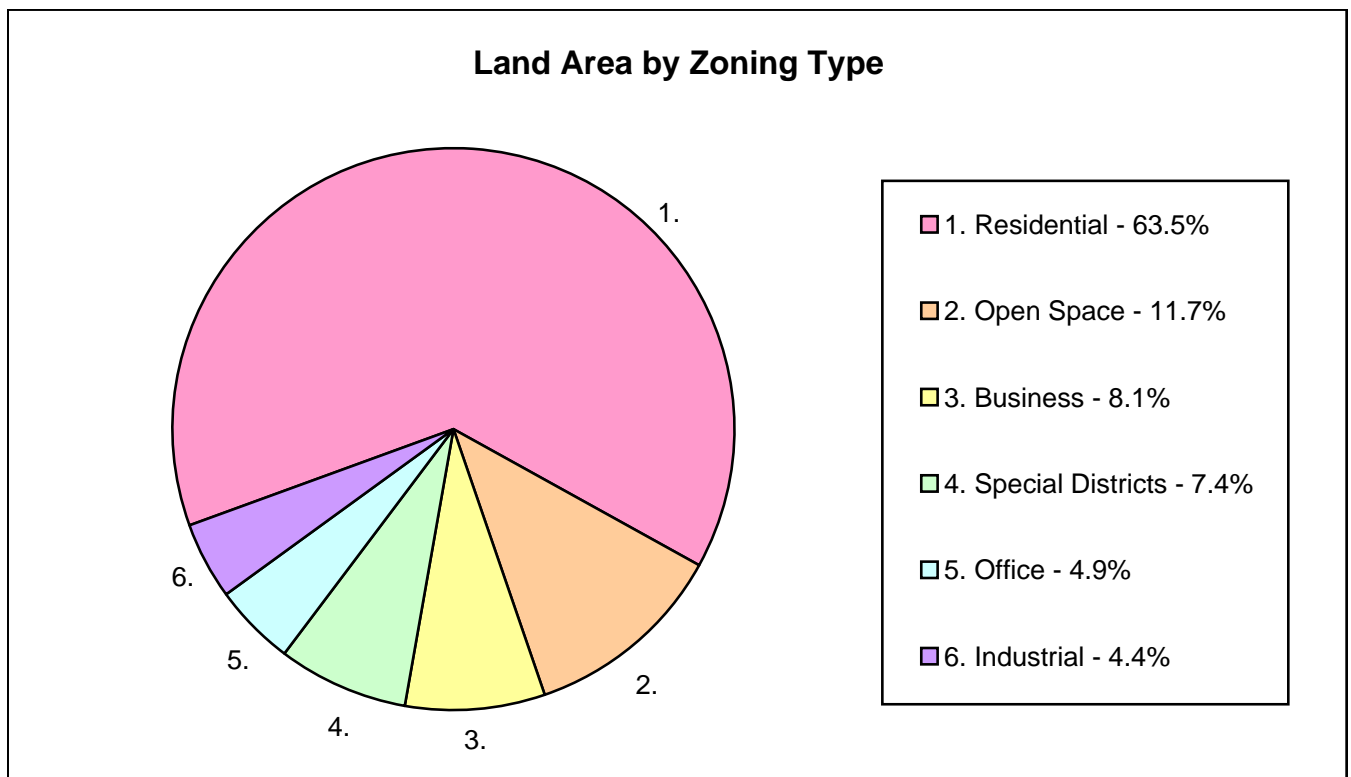 Land Area by Zoning Type
1.
2.
3.
4.
5.
6.
1. Residential - 63.5%
2. Open Space - 11.7%
3. Business - 8.1%
4. Special Districts - 7.4%
5. Office - 4.9%
6. Industrial - 4.4%